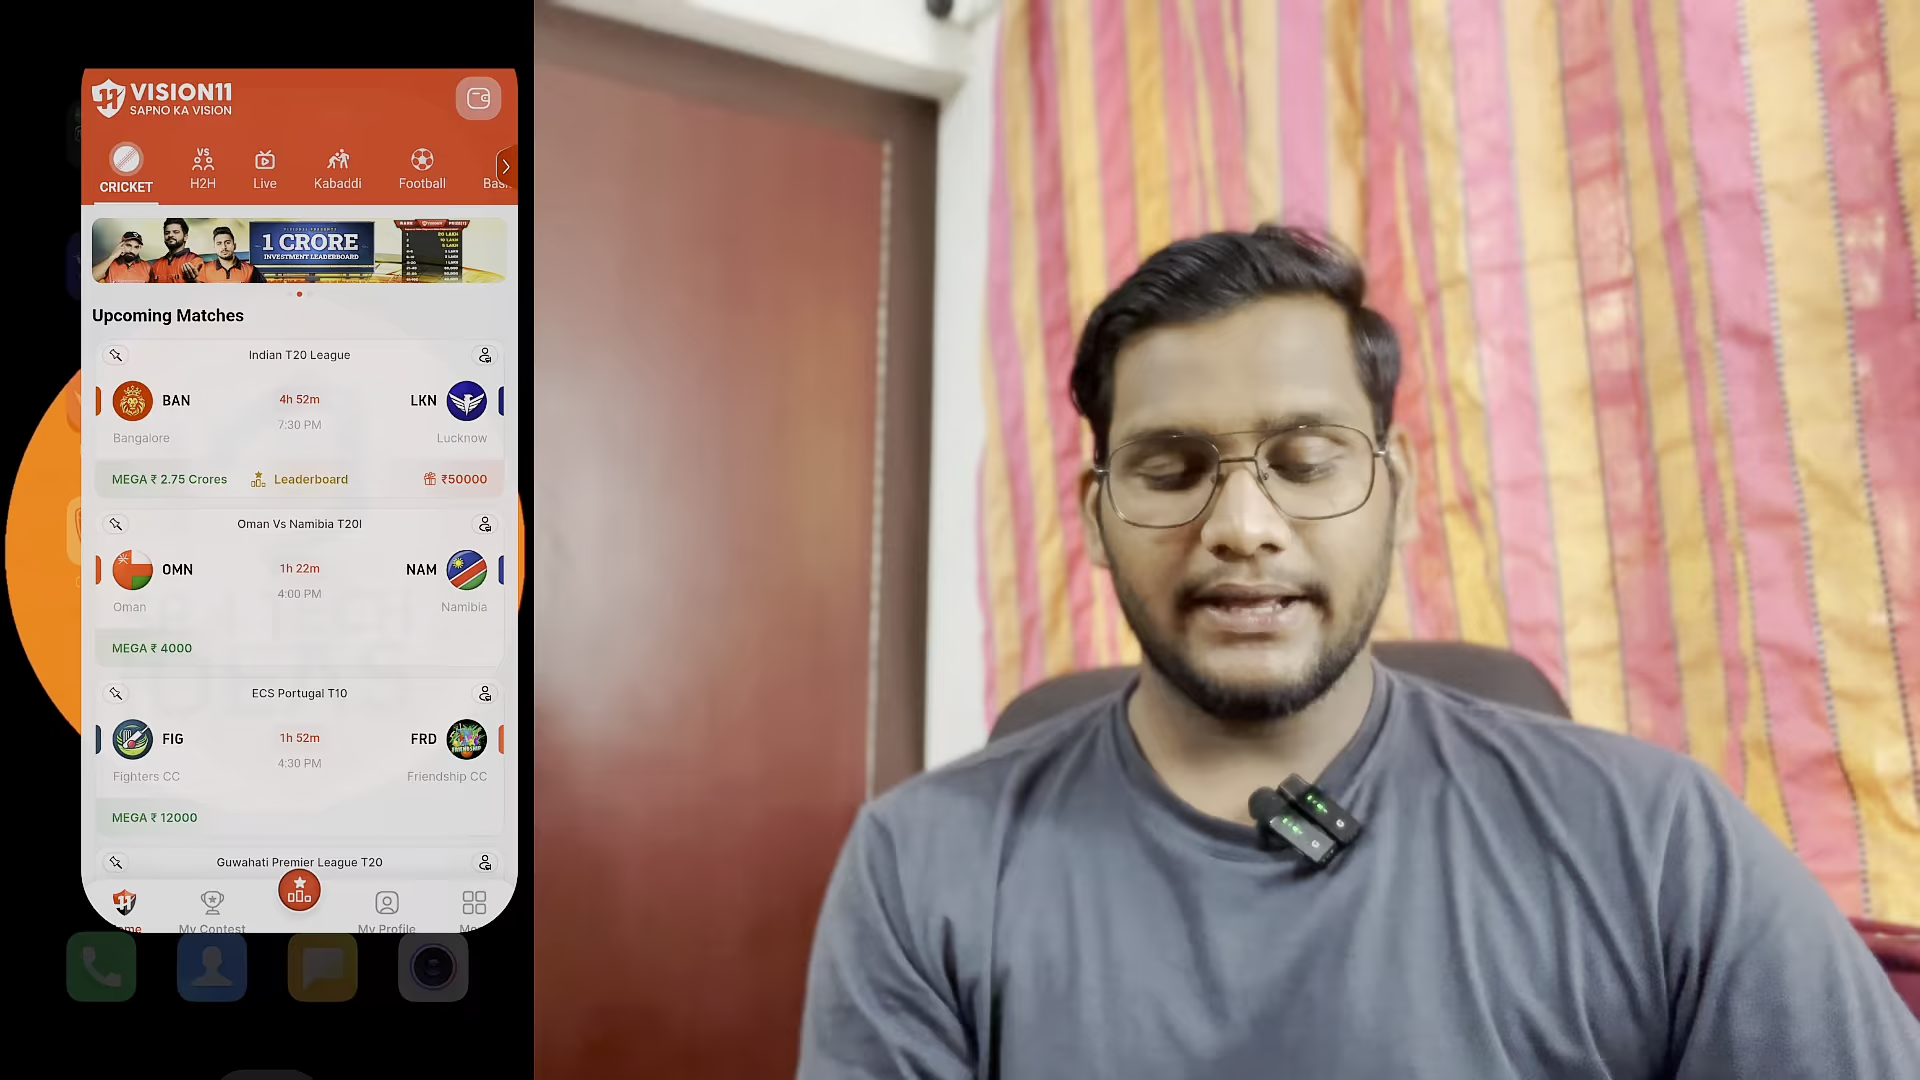 VISION11
SAPNO KA VISION
CRICKET
VS
H2H
Live
Kabaddi
Football
1 CRORE
INVESTMENT LEADERBOARD
Upcoming Matches
Indian T20 League
BAN
4h 52m
LKN
7:30 PM
Bangalore
Lucknow
MEGA ₹ 2.75 Crores
Leaderboard
₹50000
Oman Vs Namibia T20I
OMN
1h 22m
NAM
4:00 PM
Oman
Namibia
MEGA ₹ 4000
ECS Portugal T10
FIG
1h 52m
FRD
4:30 PM
Fighters CC
Friendship CC
MEGA ₹ 12000
Guwahati Premier League T20
My Contest
My Profile